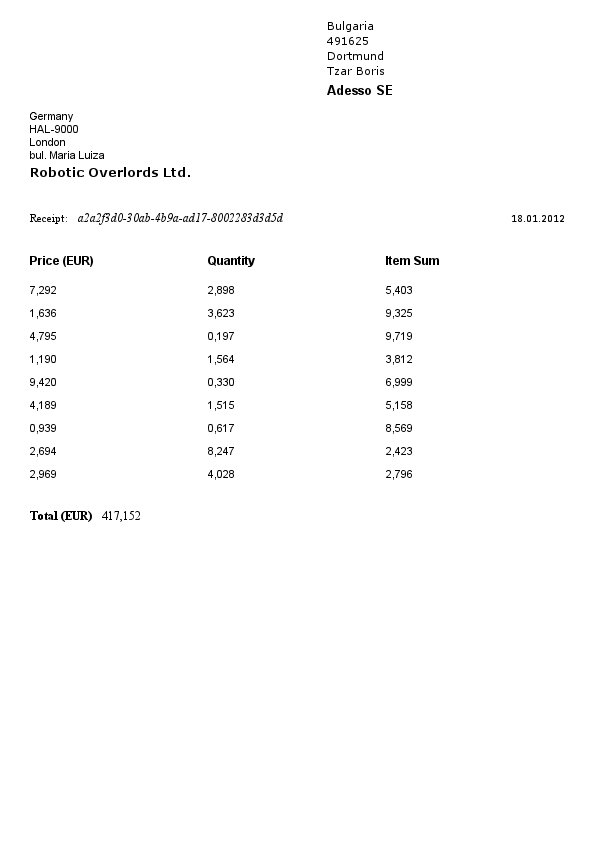 Bulgaria
491625
Dortmund
Tzar Boris
Adesso SE
Germany
HAL-9000
London
bul. Maria Luiza
Robotic Overlords Ltd.
Receipt: a2a2f3d0-30ab-4b9a-ad17-8002283d3d5d 18.01.2012
Price (EUR) Quantity Item Sum
7,292 2,898 5,403
1,636 3,623 9,325
4,795 0,197 9,719
1,190 1,564 3,812
9,420 0,330 6,999
4,189 1,515 5,158
0,939 0,617 8,569
2,694 8,247 2,423
2,969 4,028 2,796
Total (EUR) 417,152